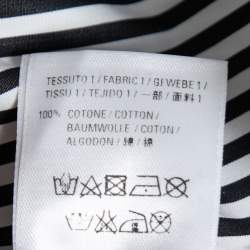 TESSUTO 1 / FABRIC 1 / GEWEBE 1 /
TISSU 1 / TEJIDO 1 / 一部 / 面料 1
100% COTONE / COTTON /
BAUMWOLLE / COTON /
ALGODON / 綿 / 棉